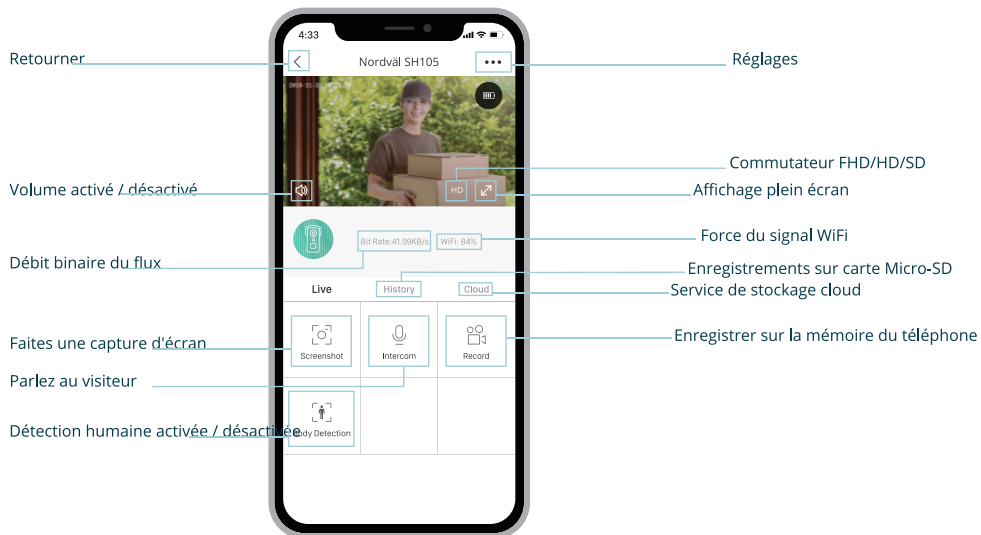 4:33
Retourner
Nordväl SH105
Réglages
Commutateur FHD/HD/SD
Volume activé / désactivé
HD
Affichage plein écran
Bit Rate:41.99KB/s
WiFi: 84%
Force du signal WiFi
Débit binaire du flux
Enregistrements sur carte Micro-SD
Live
History
Cloud
Service de stockage cloud
Faites une capture d'écran
Screenshot
Intercom
Record
Enregistrer sur la mémoire du téléphone
Parlez au visiteur
Détection humaine activée / désactivée
Body Detection